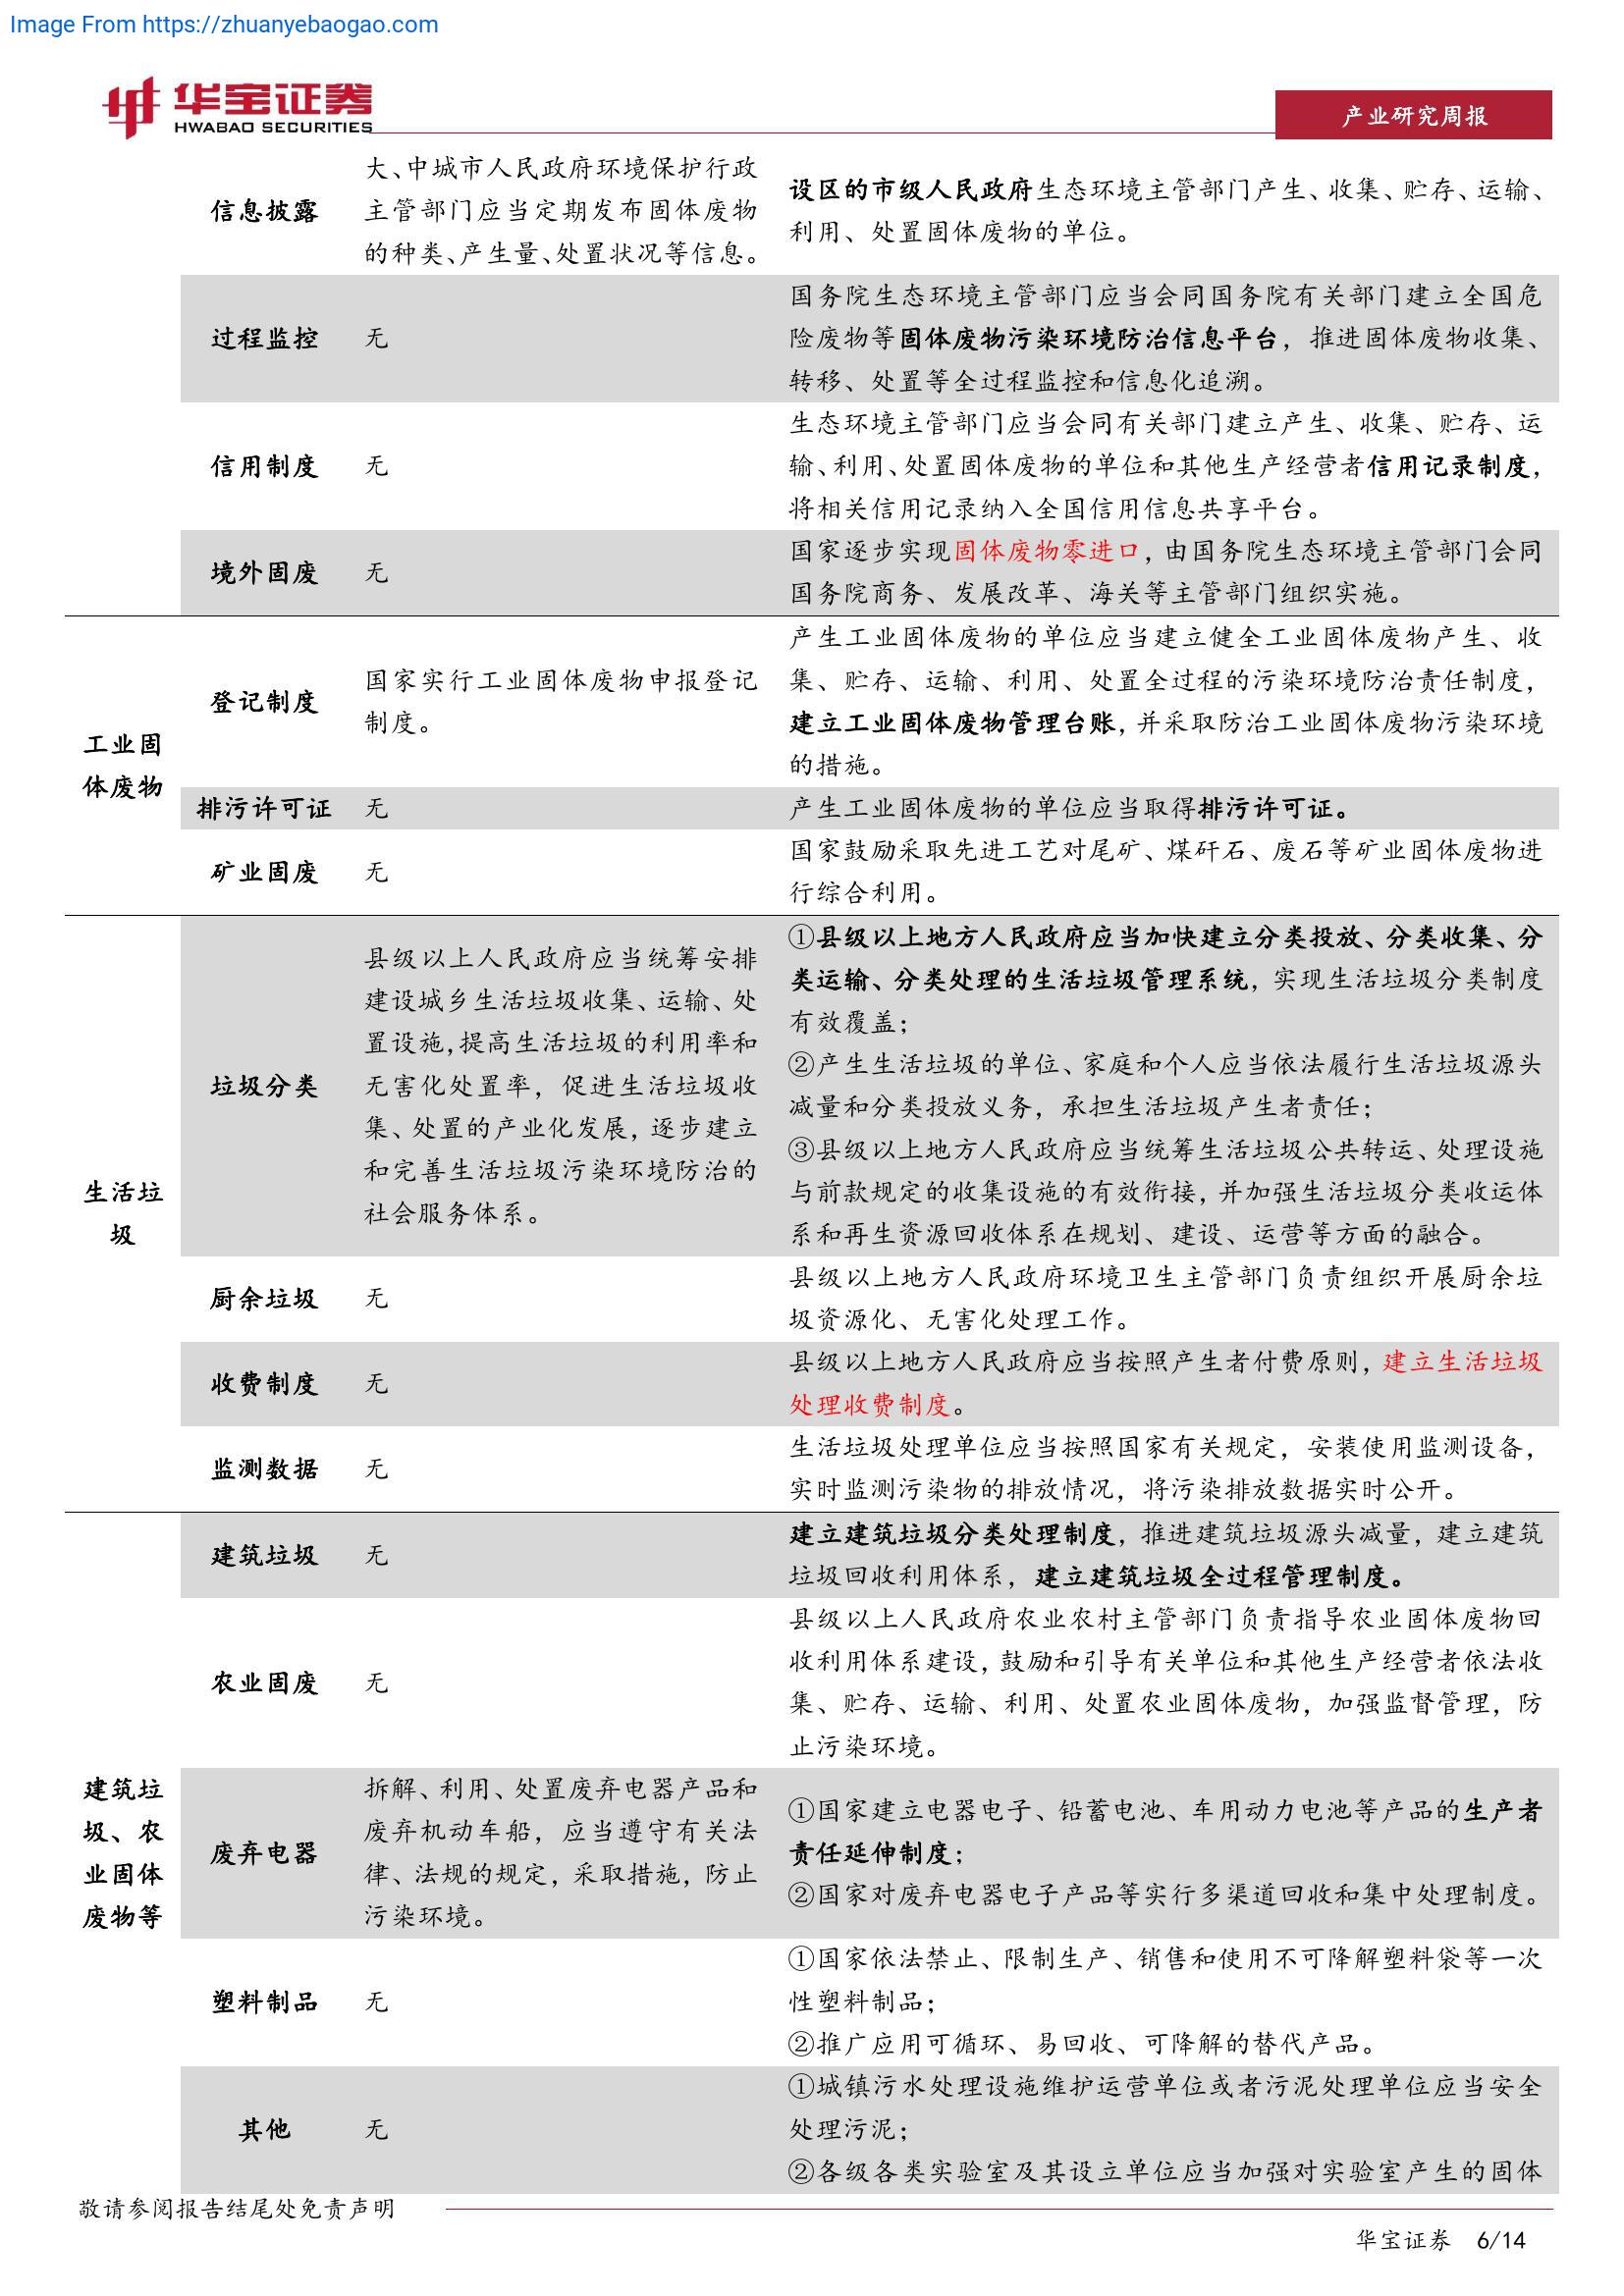 Image From https://zhuanyebaogao.com
华宝证券
HWABAO SECURITIES
产业研究周报
信息披露
大、中城市人民政府环境保护行政
主管部门应当定期发布固体废物
的种类、产生量、处置状况等信息。
设区的市级人民政府生态环境主管部门产生、收集、贮存、运输、
利用、处置固体废物的单位。
过程监控
无
国务院生态环境主管部门应当会同国务院有关部门建立全国危
险废物等固体废物污染环境防治信息平台，推进固体废物收集、
转移、处置等全过程监控和信息化追溯。
信用制度
无
生态环境主管部门应当会同有关部门建立产生、收集、贮存、运
输、利用、处置固体废物的单位和其他生产经营者信用记录制度，
将相关信用记录纳入全国信用信息共享平台。
境外固废
无
国家逐步实现固体废物零进口，由国务院生态环境主管部门会同
国务院商务、发展改革、海关等主管部门组织实施。
工业固
体废物
登记制度
国家实行工业固体废物申报登记
制度。
产生工业固体废物的单位应当建立健全工业固体废物产生、收
集、贮存、运输、利用、处置全过程的污染环境防治责任制度，
建立工业固体废物管理台账，并采取防治工业固体废物污染环境
的措施。
排污许可证
无
产生工业固体废物的单位应当取得排污许可证。
矿业固废
无
国家鼓励采取先进工艺对尾矿、煤矸石、废石等矿业固体废物进
行综合利用。
生活垃
圾
垃圾分类
县级以上人民政府应当统筹安排
建设城乡生活垃圾收集、运输、处
置设施，提高生活垃圾的利用率和
无害化处置率，促进生活垃圾收
集、处置的产业化发展，逐步建立
和完善生活垃圾污染环境防治的
社会服务体系。
①县级以上地方人民政府应当加快建立分类投放、分类收集、分
类运输、分类处理的生活垃圾管理系统，实现生活垃圾分类制度
有效覆盖；
②产生生活垃圾的单位、家庭和个人应当依法履行生活垃圾源头
减量和分类投放义务，承担生活垃圾产生者责任；
③县级以上地方人民政府应当统筹生活垃圾公共转运、处理设施
与前款规定的收集设施的有效衔接，并加强生活垃圾分类收运体
系和再生资源回收体系在规划、建设、运营等方面的融合。
厨余垃圾
无
县级以上地方人民政府环境卫生主管部门负责组织开展厨余垃
圾资源化、无害化处理工作。
收费制度
无
县级以上地方人民政府应当按照产生者付费原则，建立生活垃圾
处理收费制度。
监测数据
无
生活垃圾处理单位应当按照国家有关规定，安装使用监测设备，
实时监测污染物的排放情况，将污染排放数据实时公开。
建筑垃
圾、农
业固体
废物等
建筑垃圾
无
建立建筑垃圾分类处理制度，推进建筑垃圾源头减量，建立建筑
垃圾回收利用体系，建立建筑垃圾全过程管理制度。
农业固废
无
县级以上人民政府农业农村主管部门负责指导农业固体废物回
收利用体系建设，鼓励和引导有关单位和其他生产经营者依法收
集、贮存、运输、利用、处置农业固体废物，加强监督管理，防
止污染环境。
废弃电器
拆解、利用、处置废弃电器产品和
废弃机动车船，应当遵守有关法
律、法规的规定，采取措施，防止
污染环境。
①国家建立电器电子、铅蓄电池、车用动力电池等产品的生产者
责任延伸制度；
②国家对废弃电器电子产品等实行多渠道回收和集中处理制度。
塑料制品
无
①国家依法禁止、限制生产、销售和使用不可降解塑料袋等一次
性塑料制品；
②推广应用可循环、易回收、可降解的替代产品。
其他
无
①城镇污水处理设施维护运营单位或者污泥处理单位应当安全
处理污泥；
②各级各类实验室及其设立单位应当加强对实验室产生的固体
敬请参阅报告结尾处免责声明
华宝证券 6/14